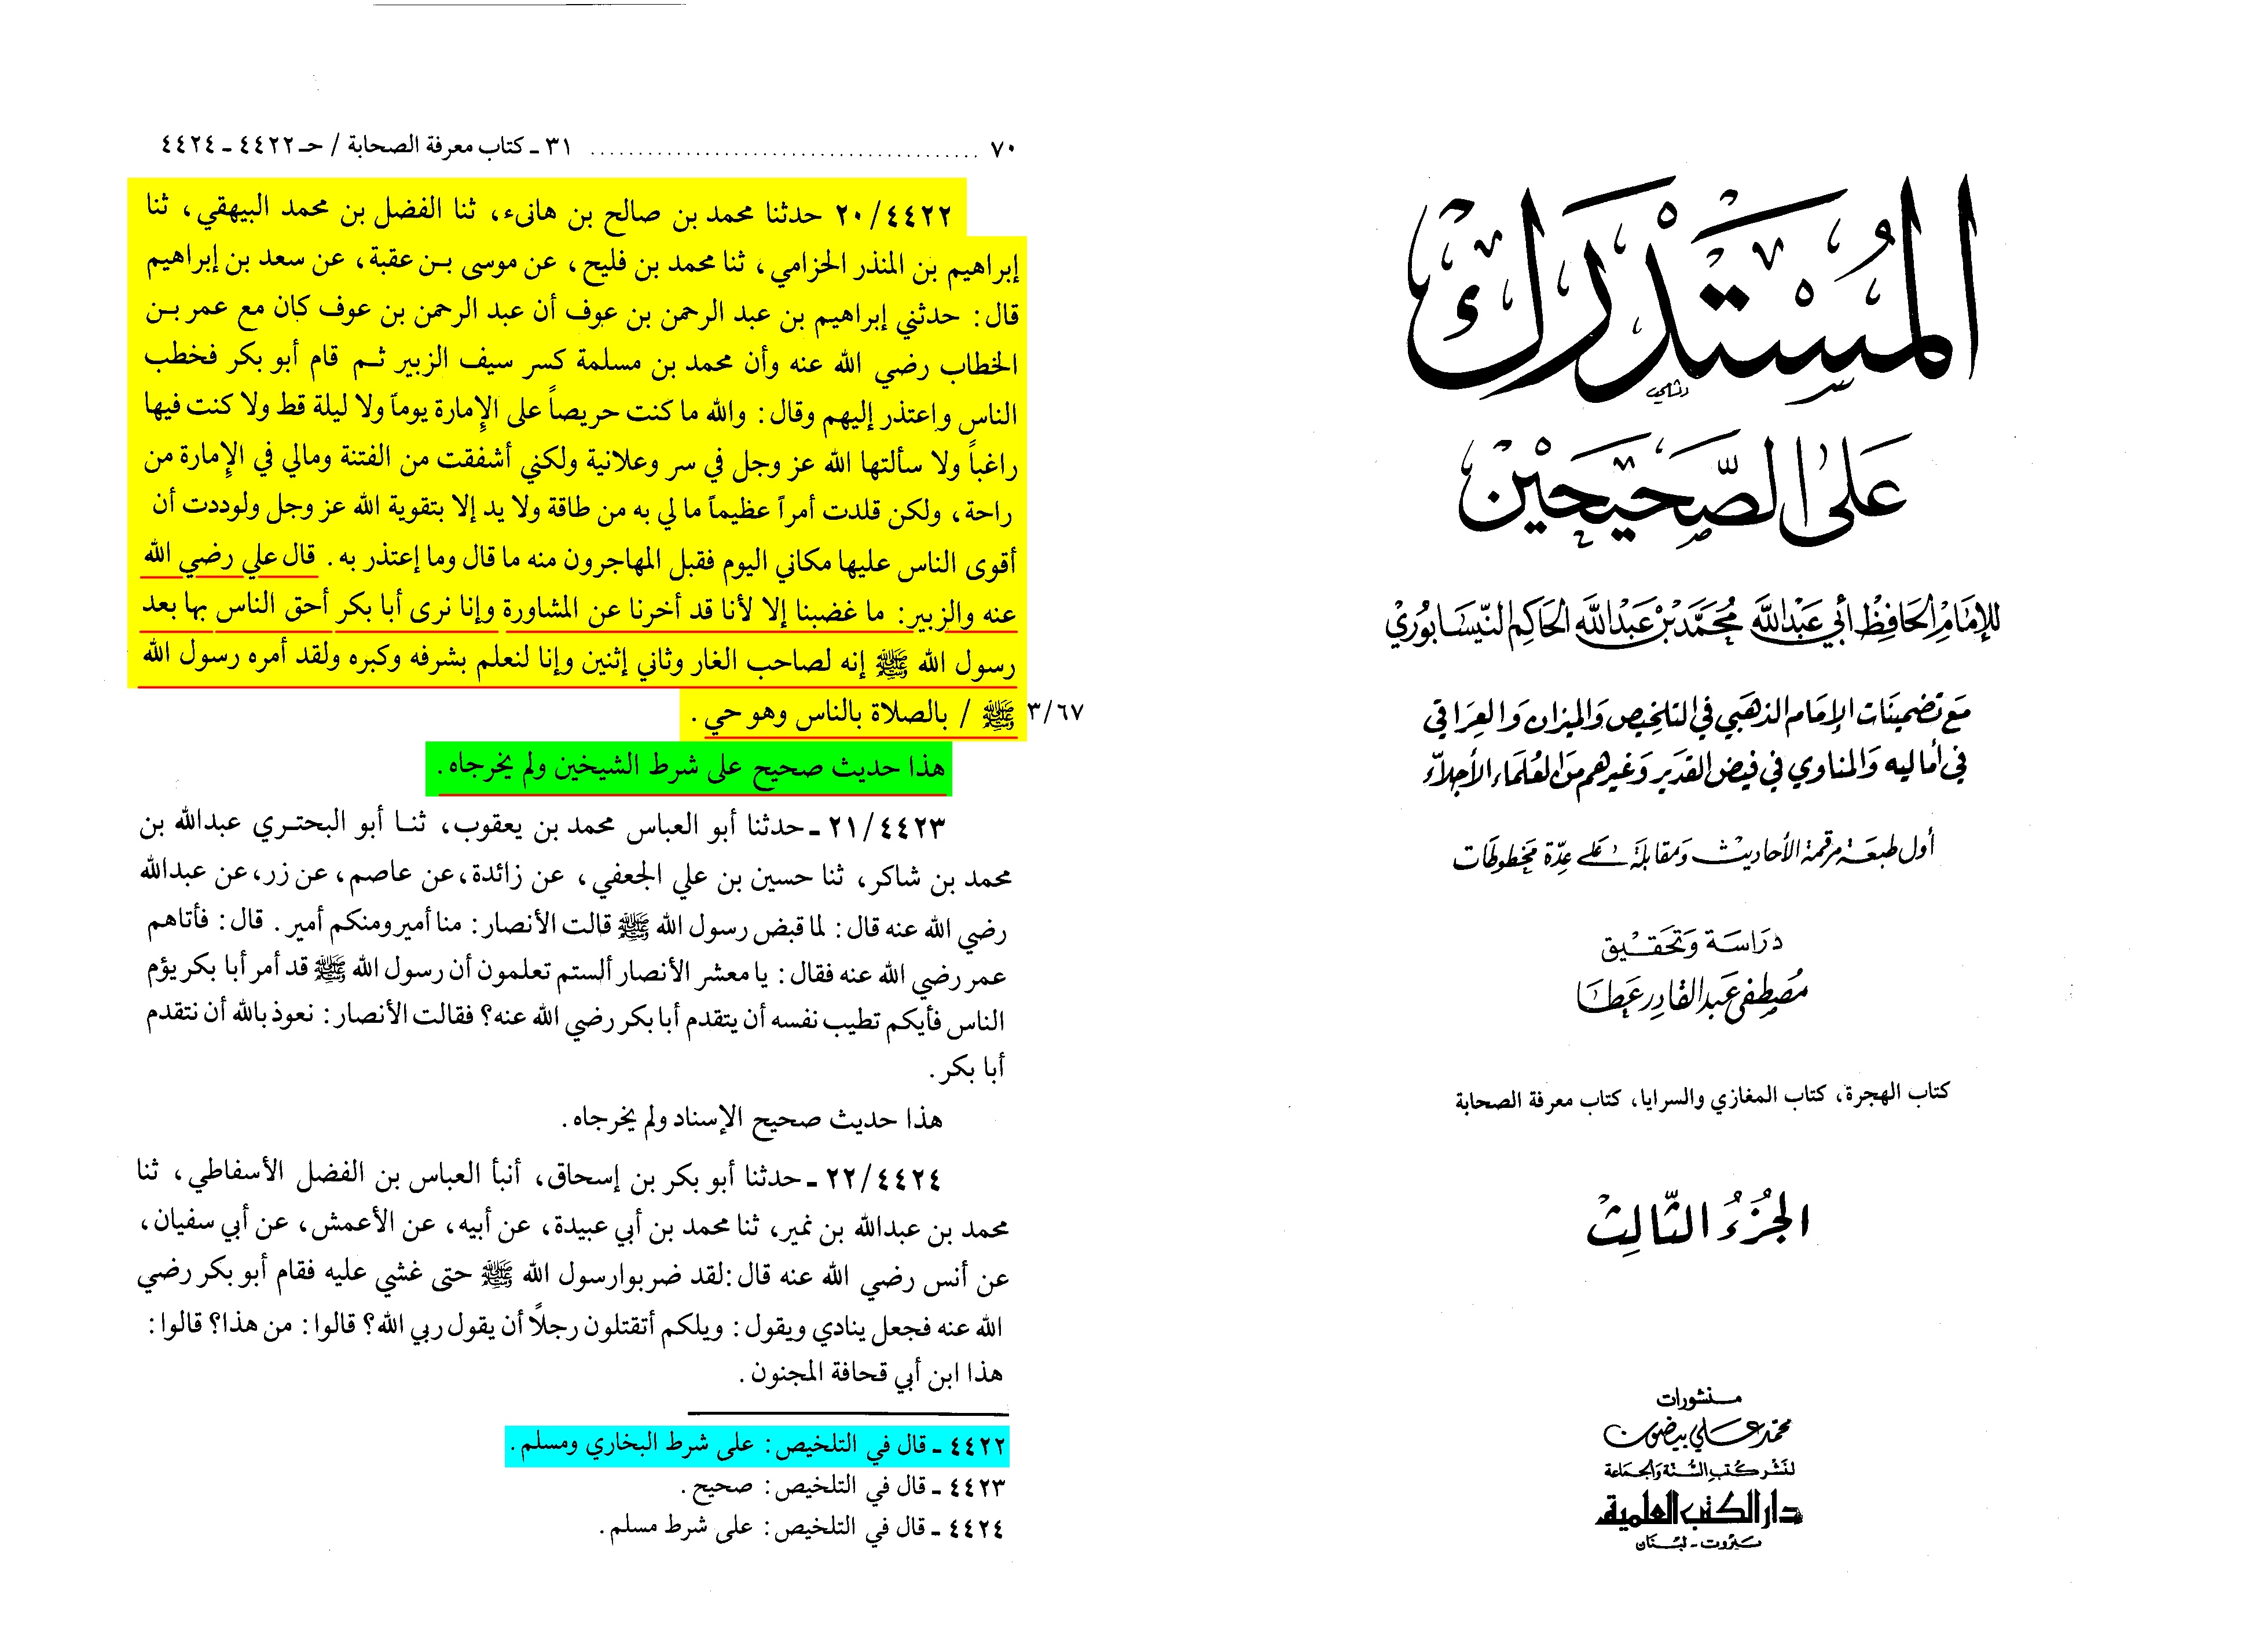 المستدرك
على الصحيحين
للإمام الحافظ أبي عبد الله محمد بن عبد الله الحاكم النيسابوري
مع تضمينات الإمام الذهبي في التلخيص والميزان والعراقي
في أماليه والمناوي في فيض القدير وغيرهم من العلماء الأجلاء
أول طبعة مرقمة الأحاديث ومقابلة على عدة مخطوطات
دراسة وتحقيق
مصطفى عبد القادر عطا
كتاب الهجرة، كتاب المغازي والسرايا، كتاب معرفة الصحابة
الجزء الثالث
منشورات
محمد علي بيضون
لنشر كتب السنة والجماعة
دار الكتب العلمية
بيروت - لبنان
٧٠ ........................................ ٣١ ـ كتاب معرفة الصحابة / حـ ٤٤٢٢ ـ ٤٤٢٤
٢٠/٤٤٢٢ حدثنا محمد بن صالح بن هانىء، ثنا الفضل بن محمد البيهقي، ثنا
إبراهيم بن المنذر الحزامي، ثنا محمد بن فليح، عن موسى بـن عقبة، عن سعد بن إبراهيم
قال: حدثني إبراهيم بن عبد الرحمن بن عوف أن عبد الرحمن بن عوف كان مع عمر بـن
الخطاب رضي الله عنه وأن محمد بن مسلمة كسر سيف الزبير ثـم قام أبو بكر فخطب
الناس واعتذر إليهم وقال: والله ما كنت حريصاً على الإمارة يوماً ولا ليلة قط ولا كنت فيها
راغباً ولا سألتها الله عز وجل في سر وعلانية ولكني أشفقت من الفتنة ومالي في الإمارة من
راحة، ولكن قلدت أمراً عظيماً ما لي به من طاقة ولا يد إلا بتقوية الله عز وجل ولوددت أن
أقوى الناس عليها مكاني اليوم فقبل المهاجرون منه ما قال وما إعتذر به. قال علي رضي الله
عنه والزبير: ما غضبنا إلا لأنا قد أخرنا عن المشاورة وإنا نرى أبا بكر أحق الناس بها بعد
رسول الله ﷺ إنه لصاحب الغار وثاني إثنين وإنا لنعلم بشرفه وكبره ولقد أمره رسول الله
٣/٦٧ ﷺ / بالصلاة بالناس وهو حي.
هذا حديث صحيح على شرط الشيخين ولم يخرجاه.
٢١/٤٤٢٣ ـ حدثنا أبو العباس محمد بن يعقوب، ثنـا أبو البحتـري عبدالله بن
محمد بن شاكر، ثنا حسين بن علي الجعفي، عن زائدة، عن عاصم، عن زر، عن عبدالله
رضي الله عنه قال: لما قبض رسول الله ﷺ قالت الأنصار: منا أمير ومنكم أمير. قال: فأتاهم
عمر رضي الله عنه فقال: يا معشر الأنصار ألستم تعلمون أن رسول الله ﷺ قد أمر أبا بكر يؤم
الناس فأيكم تطيب نفسه أن يتقدم أبا بكر رضي الله عنه؟ فقالت الأنصار: نعوذ بالله أن نتقدم
أبا بكر.
هذا حديث صحيح الإسناد ولم يخرجاه.
٢٢/٤٤٢٤ ـ حدثنا أبو بكر بن إسحاق، أنبأ العباس بن الفضل الأسفاطي، ثنا
محمد بن عبدالله بن نمير، ثنا محمد بن أبي عبيدة، عن أبيه، عن الأعمش، عن أبي سفيان،
عن أنس رضي الله عنه قال: لقد ضربوا رسول الله ﷺ حتى غشي عليه فقام أبو بكر رضي
الله عنه فجعل ينادي ويقول: ويلكم أتقتلون رجلاً أن يقول ربي الله؟ قالوا: من هذا؟ قالوا:
هذا ابن أبي قحافة المجنون.
٤٤٢٢ ـ قال في التلخيص: على شرط البخاري ومسلم.
٤٤٢٣ ـ قال في التلخيص: صحيح.
٤٤٢٤ ـ قال في التلخيص: على شرط مسلم.